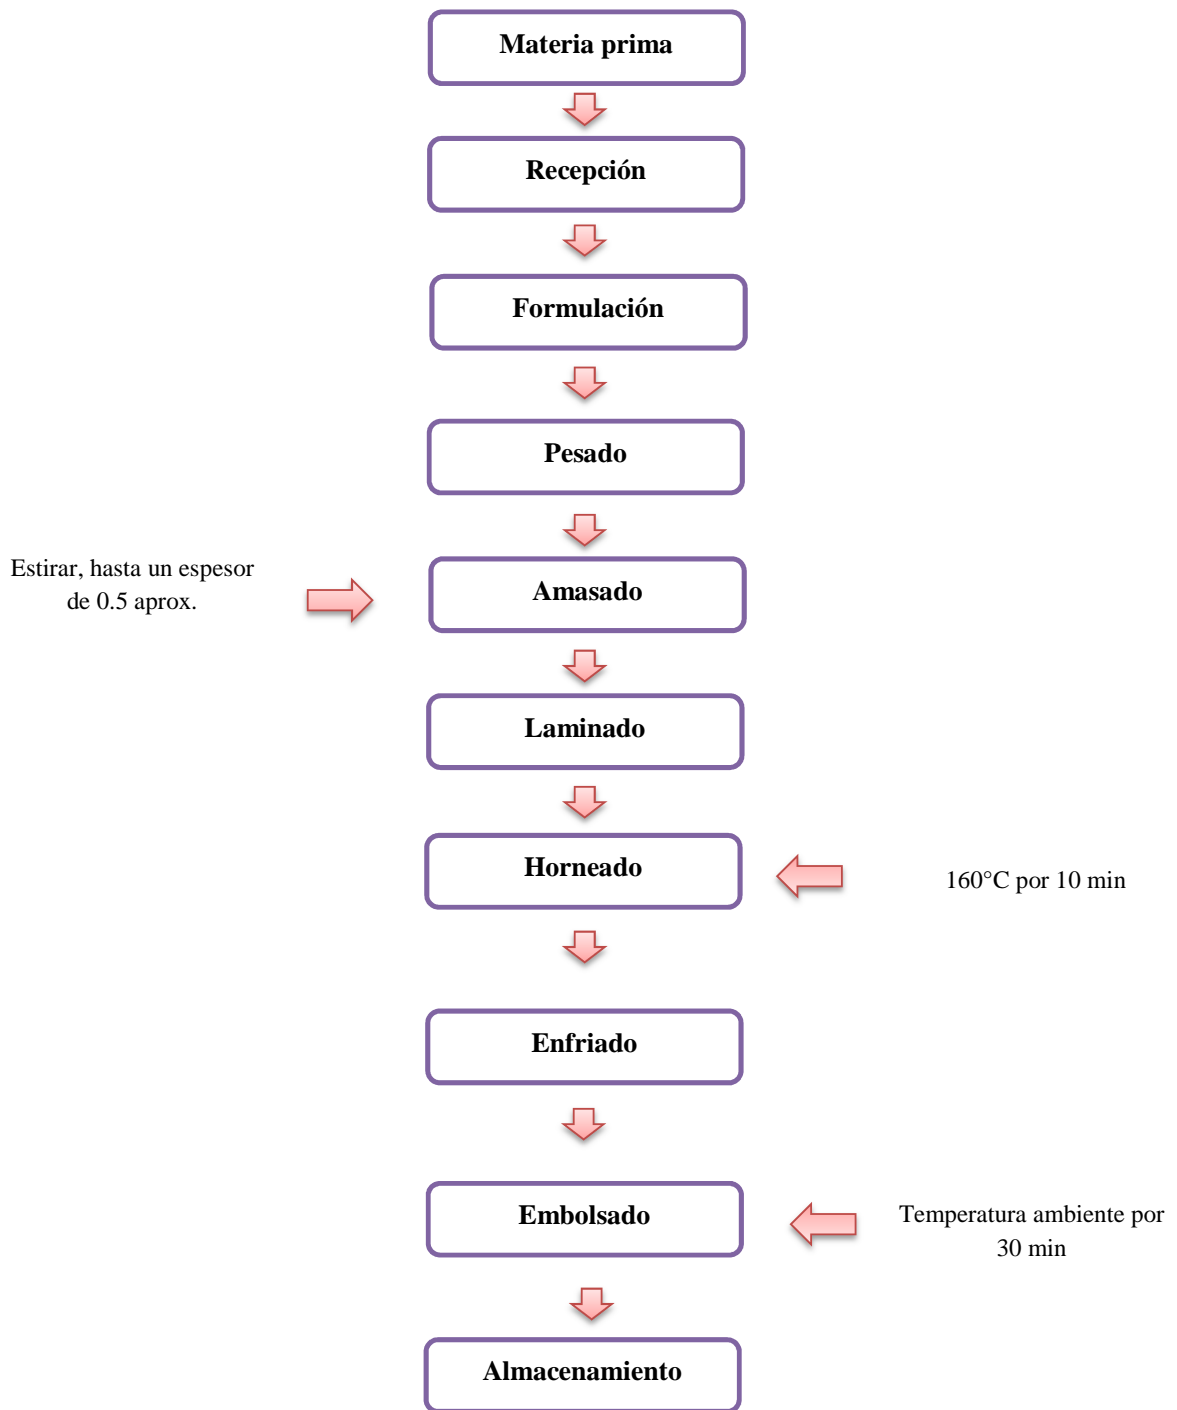 Materia prima
Recepción
Formulación
Pesado
Estirar, hasta un espesor
de 0.5 aprox.
Amasado
Laminado
Horneado
160°C por 10 min
Enfriado
Embolsado
Temperatura ambiente por
30 min
Almacenamiento